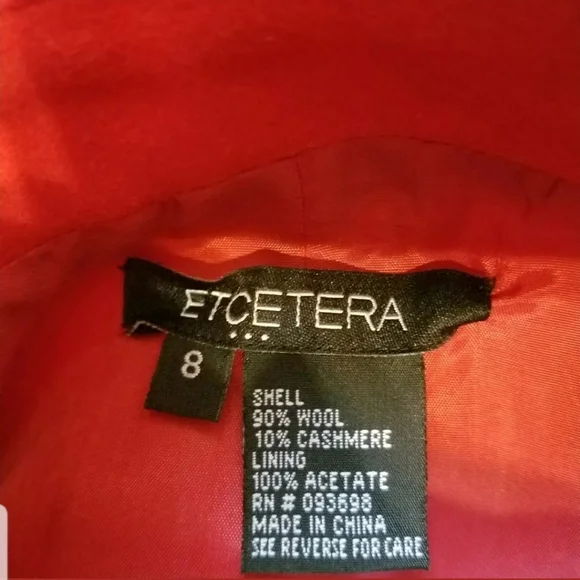 ETCETERA
...
8
SHELL
90% WOOL
10% CASHMERE
LINING
100% ACETATE
RN # 093698
MADE IN CHINA
SEE REVERSE FOR CARE